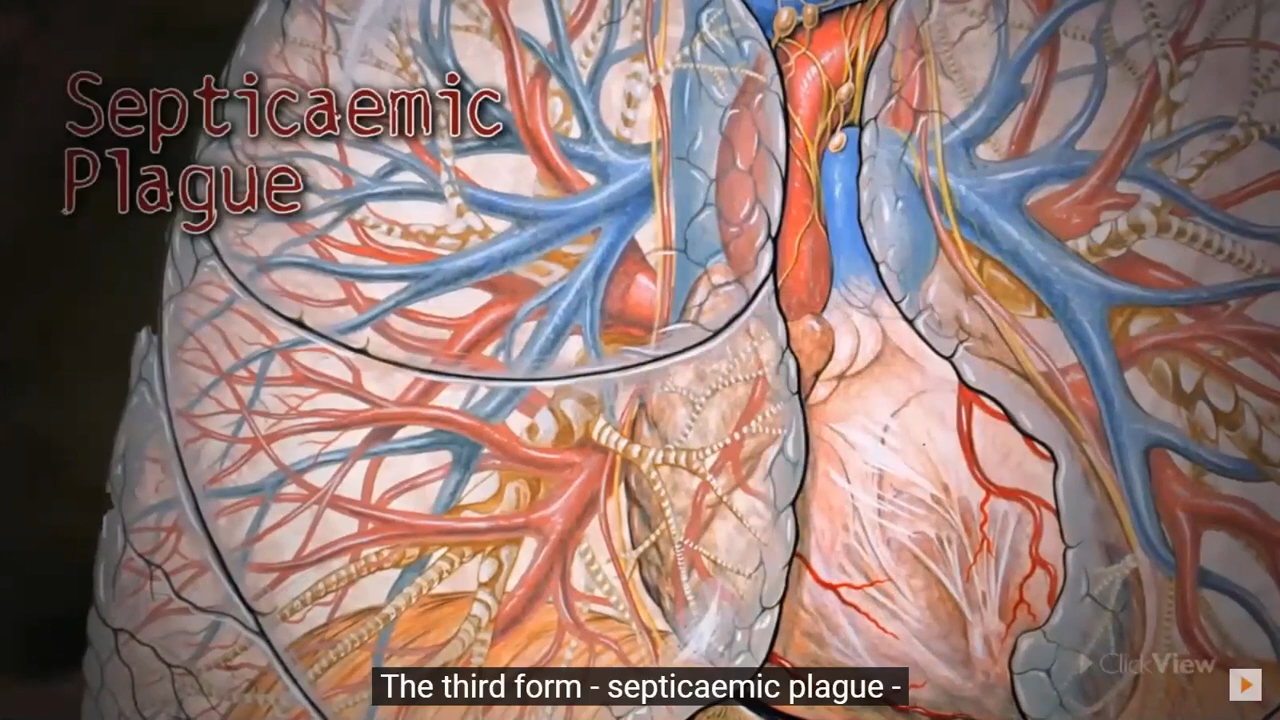 Septicaemic
Plague
ClickView
The third form - septicaemic plague -